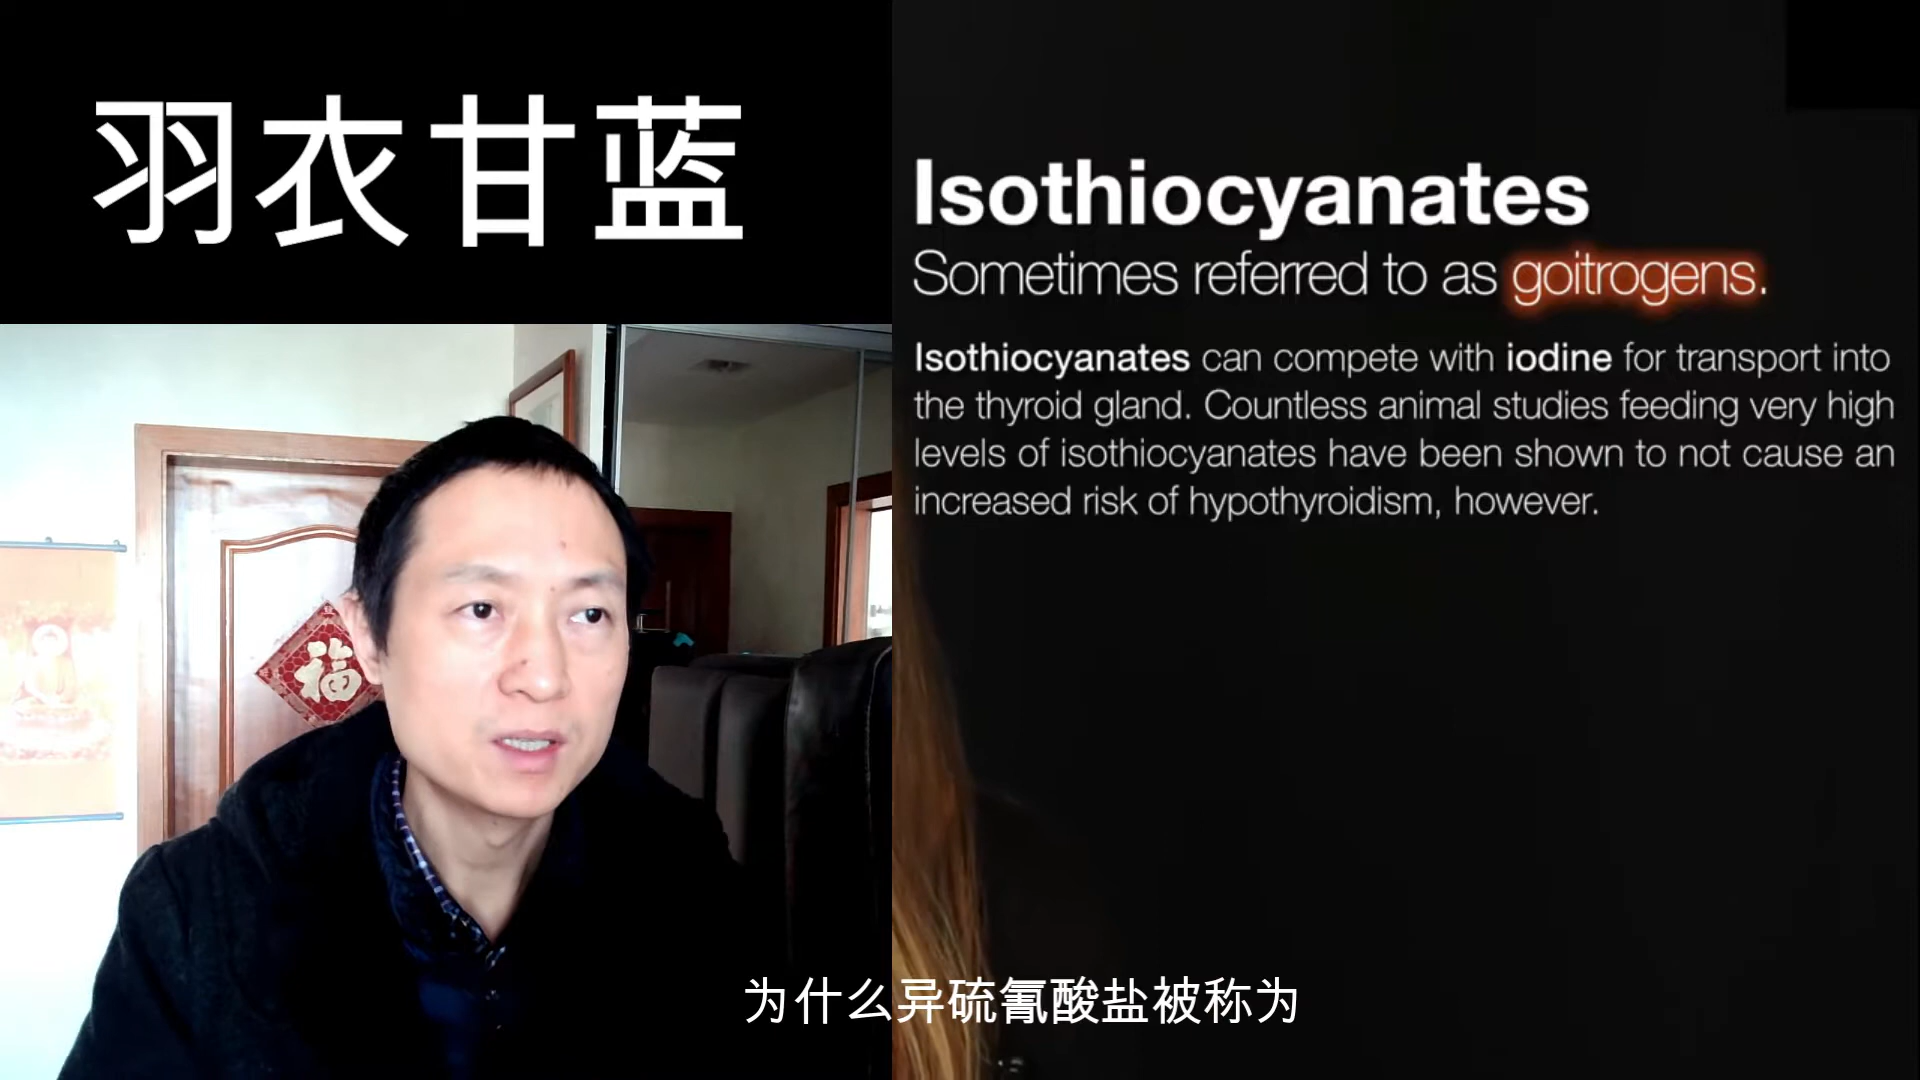 羽衣甘蓝
Isothiocyanates
Sometimes referred to as goitrogens.
Isothiocyanates can compete with iodine for transport into
the thyroid gland. Countless animal studies feeding very high
levels of isothiocyanates have been shown to not cause an
increased risk of hypothyroidism, however.
福
为什么异硫氰酸盐被称为